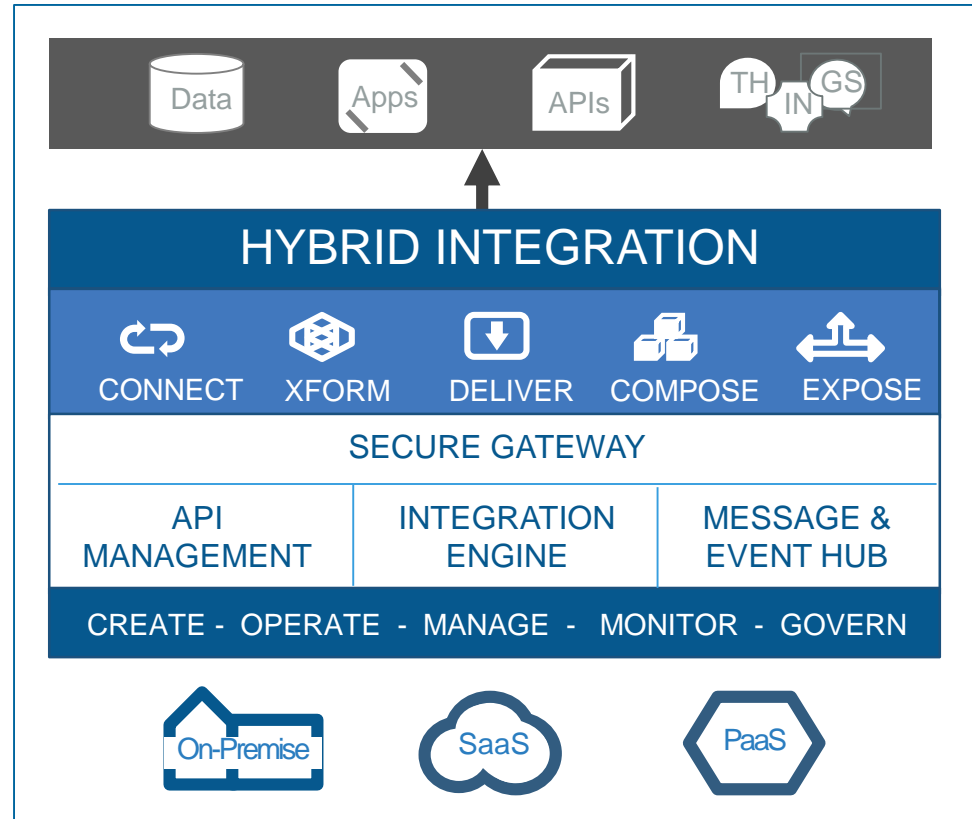 Data Apps APIs TH IN GS
HYBRID INTEGRATION
CONNECT XFORM DELIVER COMPOSE EXPOSE
SECURE GATEWAY
API
MANAGEMENT
INTEGRATION
ENGINE
MESSAGE &
EVENT HUB
CREATE - OPERATE - MANAGE - MONITOR - GOVERN
On-Premise SaaS PaaS